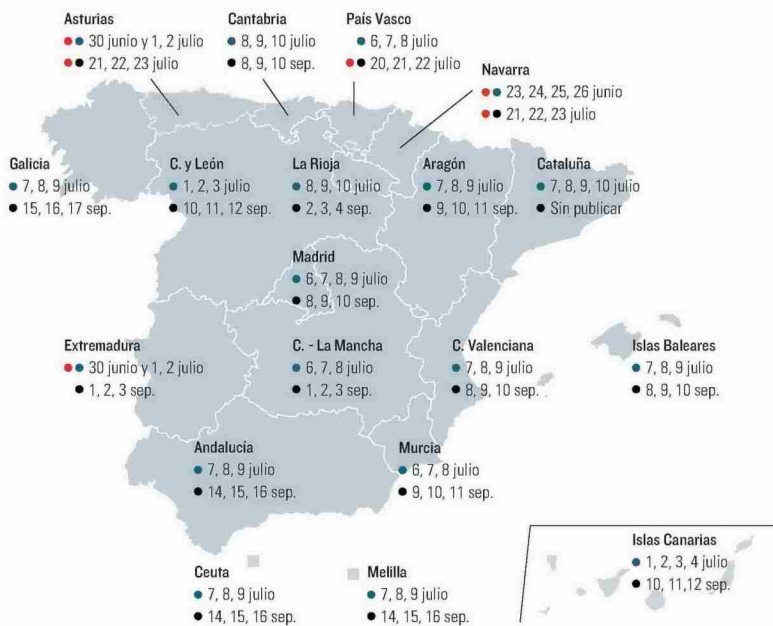 Asturias
30 junio y 1, 2 julio
21, 22, 23 julio
Cantabria
8, 9, 10 julio
8, 9, 10 sep.
País Vasco
6, 7, 8 julio
20, 21, 22 julio
Navarra
23, 24, 25, 26 junio
21, 22, 23 julio
Galicia
7, 8, 9 julio
15, 16, 17 sep.
C. y León
1, 2, 3 julio
10, 11, 12 sep.
La Rioja
8, 9, 10 julio
2, 3, 4 sep.
Aragón
7, 8, 9 julio
9, 10, 11 sep.
Cataluña
7, 8, 9, 10 julio
Sin publicar
Madrid
6, 7, 8, 9 julio
8, 9, 10 sep.
Extremadura
30 junio y 1, 2 julio
1, 2, 3 sep.
C. - La Mancha
6, 7, 8 julio
1, 2, 3 sep.
C. Valenciana
7, 8, 9 julio
8, 9, 10 sep.
Islas Baleares
7, 8, 9 julio
8, 9, 10 sep.
Andalucía
7, 8, 9 julio
14, 15, 16 sep.
Murcia
6, 7, 8 julio
9, 10, 11 sep.
Ceuta
7, 8, 9 julio
14, 15, 16 sep.
Melilla
7, 8, 9 julio
14, 15, 16 sep.
Islas Canarias
1, 2, 3, 4 julio
10, 11,12 sep.